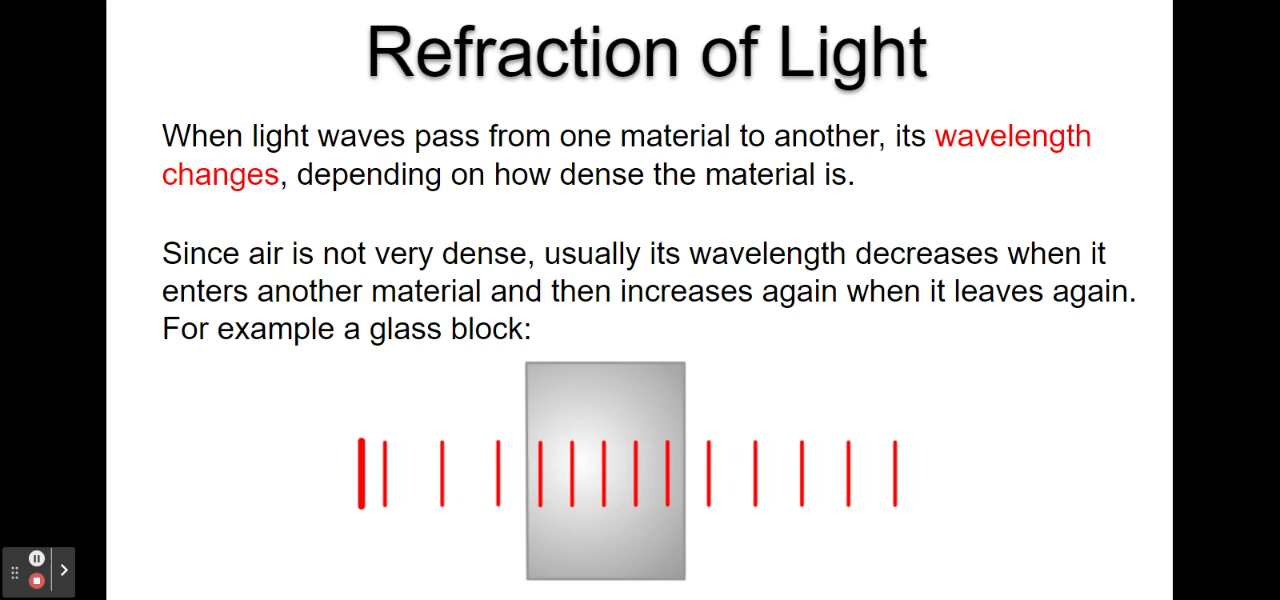 Refraction of Light
When light waves pass from one material to another, its wavelength
changes, depending on how dense the material is.
Since air is not very dense, usually its wavelength decreases when it
enters another material and then increases again when it leaves again.
For example a glass block: